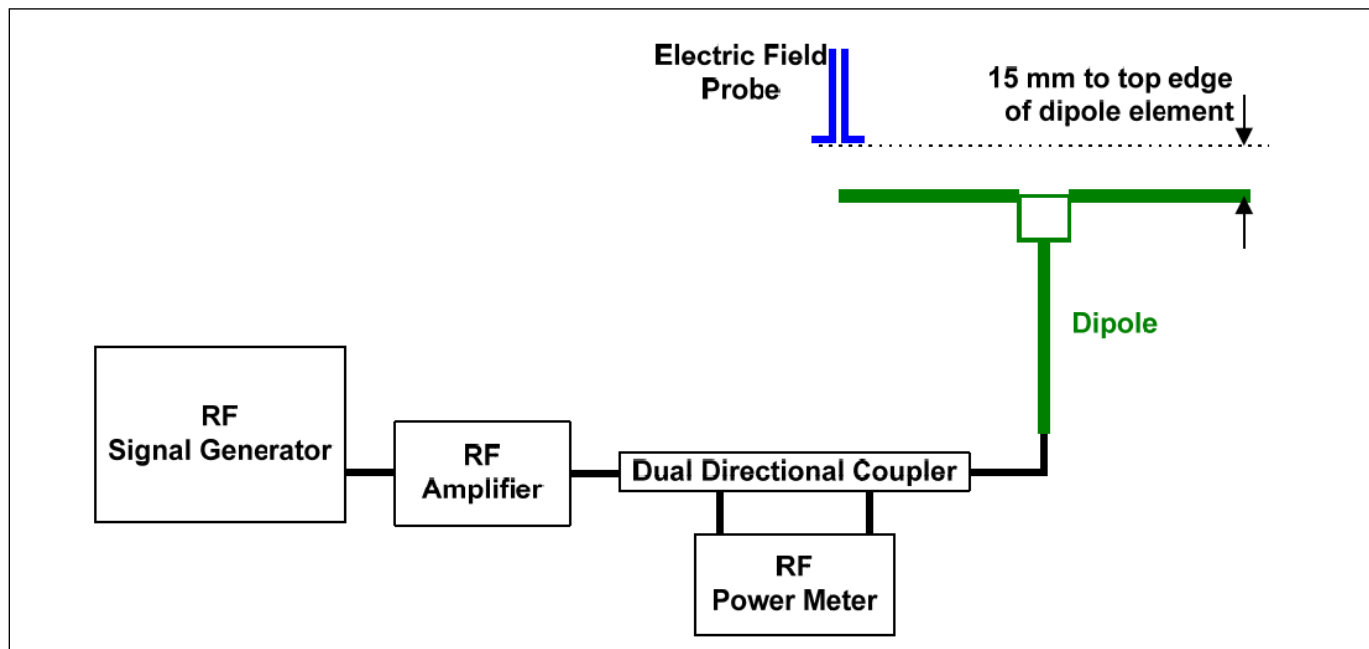 Electric Field
Probe
15 mm to top edge
of dipole element
Dipole
RF
Signal Generator
RF
Amplifier
Dual Directional Coupler
RF
Power Meter